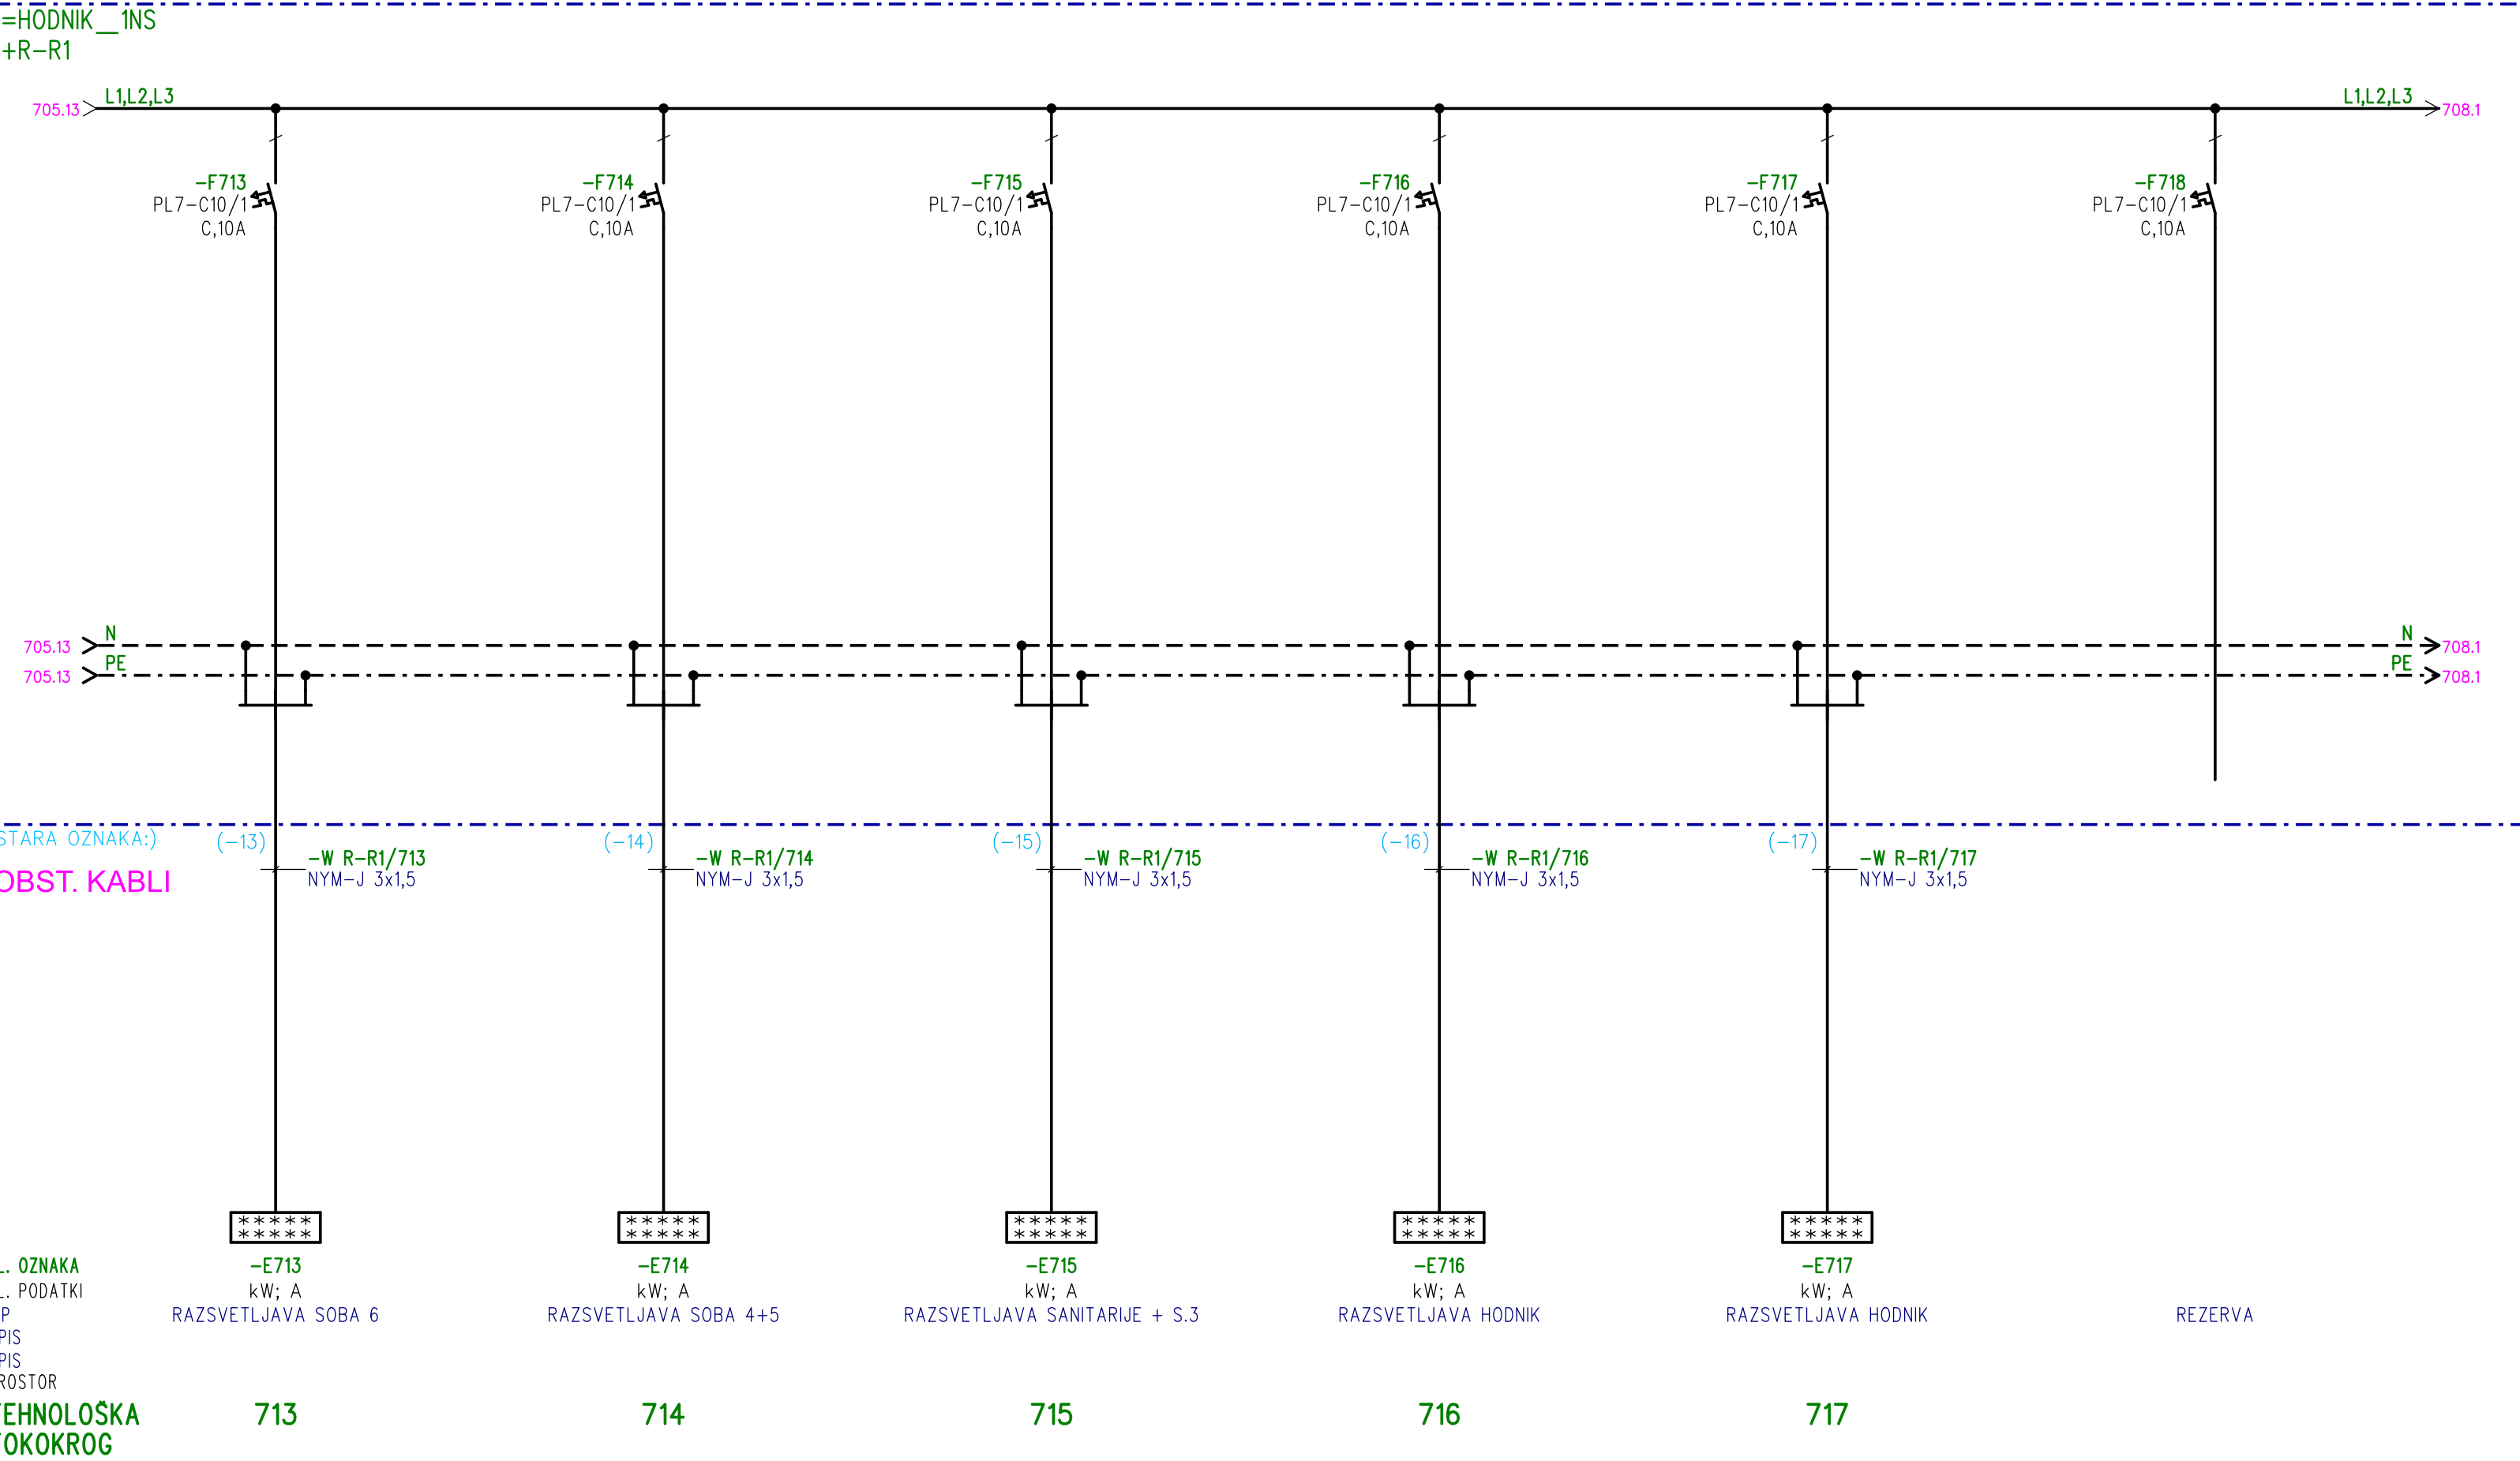 =HODNIK__1NS
+R-R1
705.13 L1,L2,L3 L1,L2,L3 708.1
-F713 -F714 -F715 -F716 -F717 -F718
PL7-C10/1 PL7-C10/1 PL7-C10/1 PL7-C10/1 PL7-C10/1 PL7-C10/1
C,10A C,10A C,10A C,10A C,10A C,10A
705.13 N N 708.1
705.13 PE PE 708.1
STARA OZNAKA:) (-13) (-14) (-15) (-16) (-17)
-W R-R1/713 -W R-R1/714 -W R-R1/715 -W R-R1/716 -W R-R1/717
OBST. KABLI NYM-J 3x1,5 NYM-J 3x1,5 NYM-J 3x1,5 NYM-J 3x1,5 NYM-J 3x1,5
***** ***** ***** ***** *****
***** ***** ***** ***** *****
L. OZNAKA -E713 -E714 -E715 -E716 -E717
L. PODATKI kW; A kW; A kW; A kW; A kW; A
P RAZSVETLJAVA SOBA 6 RAZSVETLJAVA SOBA 4+5 RAZSVETLJAVA SANITARIJE + S.3 RAZSVETLJAVA HODNIK RAZSVETLJAVA HODNIK REZERVA
PIS
PIS
ROSTOR
TEHNOLOŠKA 713 714 715 716 717
TOKOKROG